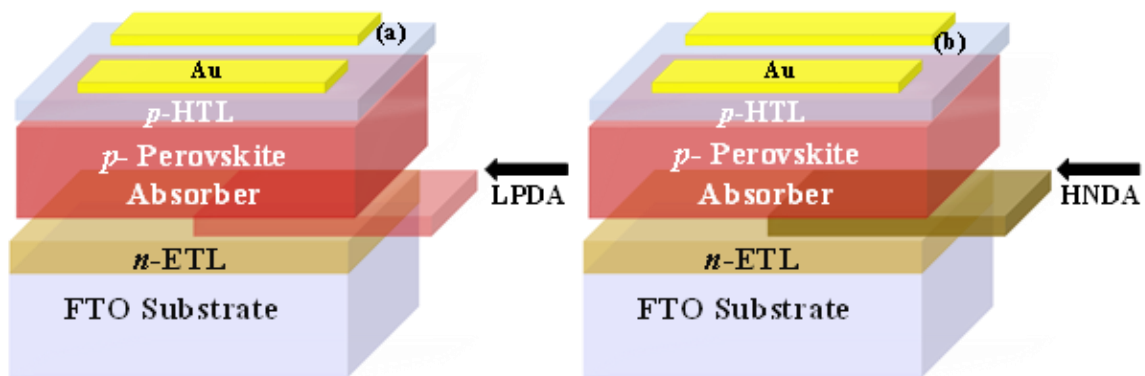 (a)
Au
p-HTL
p- Perovskite
Absorber
LPDA
n-ETL
FTO Substrate
(b)
Au
p-HTL
p- Perovskite
Absorber
HNDA
n-ETL
FTO Substrate